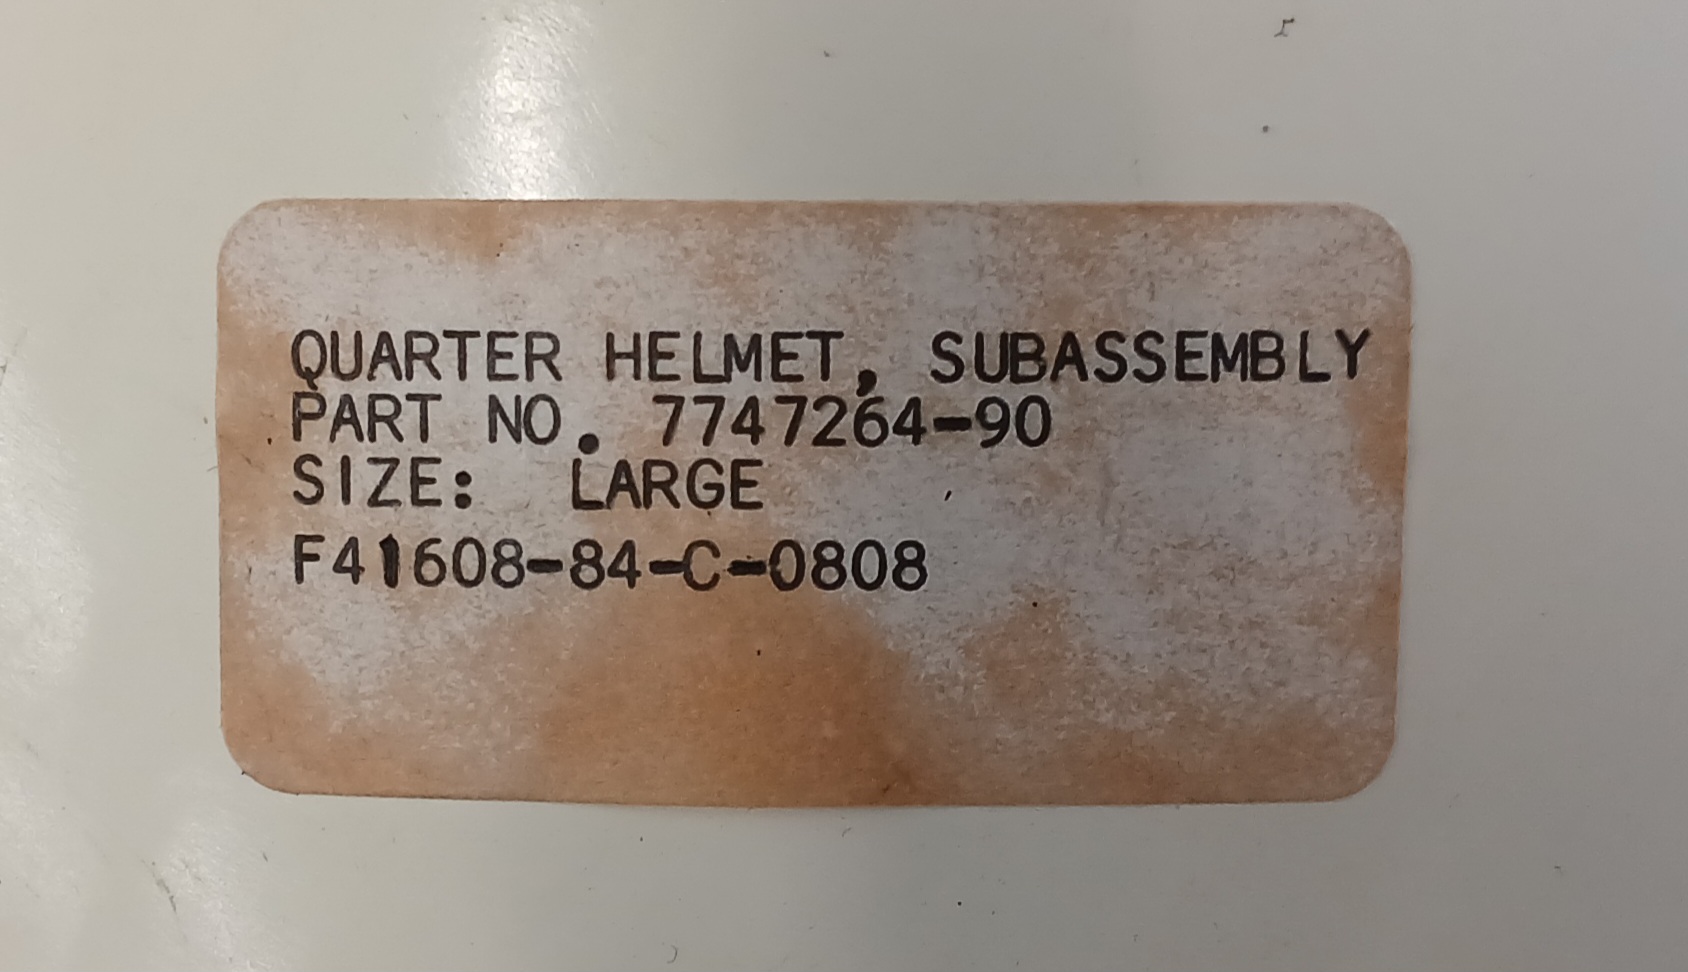 QUARTER HELMET, SUBASSEMBLY
PART NO. 7747264-90
SIZE: LARGE
F41608-84-C-0808